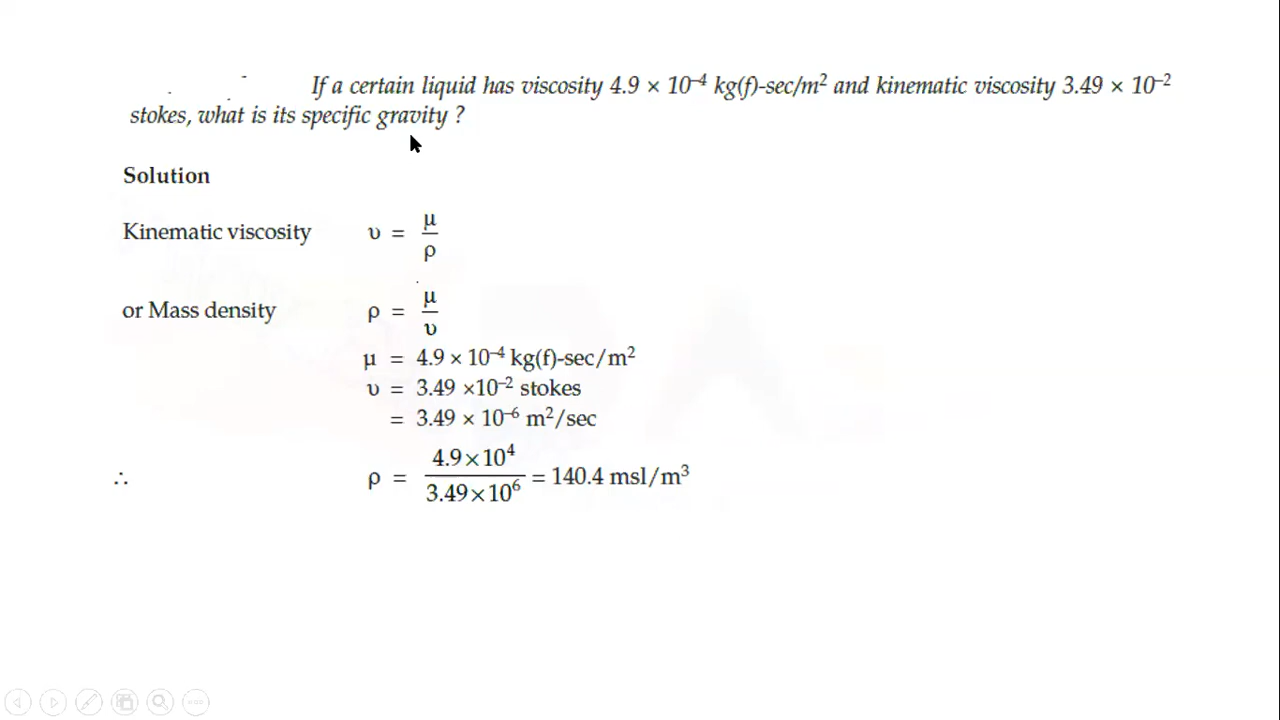 If a certain liquid has viscosity 4.9 × 10⁻⁴ kg(f)-sec/m² and kinematic viscosity 3.49 × 10⁻²
stokes, what is its specific gravity ?
Solution
Kinematic viscosity υ = μ/ρ
or Mass density ρ = μ/υ
μ = 4.9 × 10⁻⁴ kg(f)-sec/m²
υ = 3.49 ×10⁻² stokes
= 3.49 × 10⁻⁶ m²/sec
∴ ρ = 4.9×10⁴/3.49×10⁶ = 140.4 msl/m³